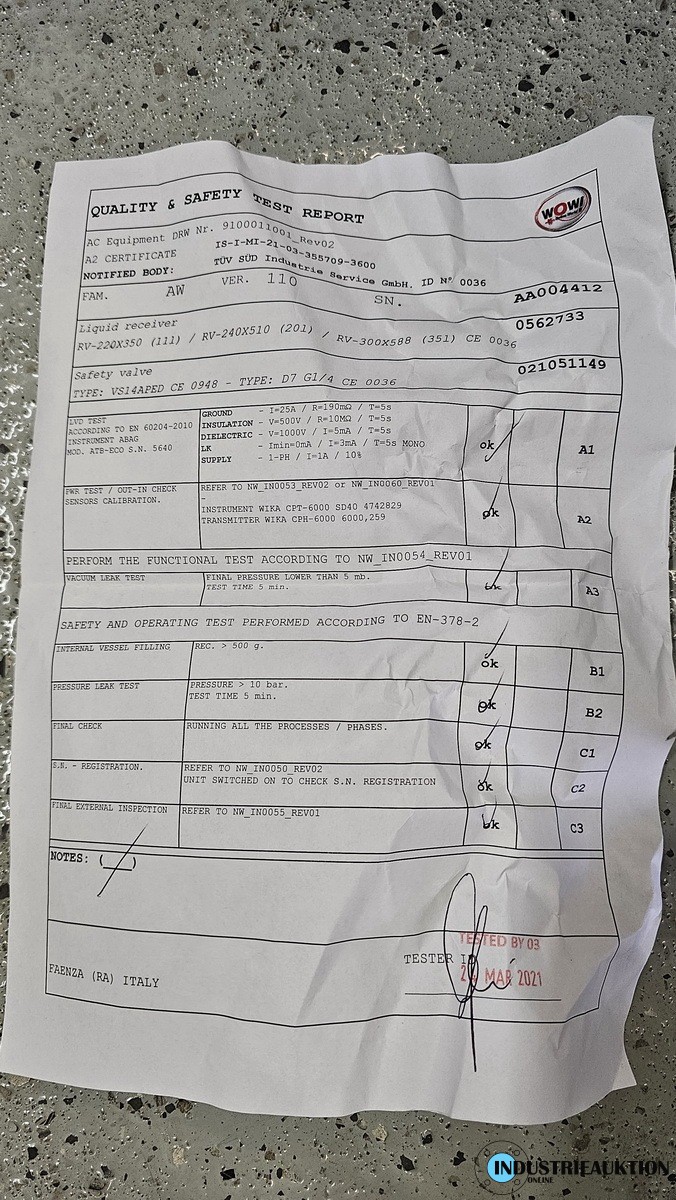 QUALITY & SAFETY TEST REPORT
WOW!
AC Equipment DRW Nr. 9100011001_Rev02
A2 CERTIFICATE IS-I-MI-21-03-355709-3600
NOTIFIED BODY: TÜV SÜD Industrie Service GmbH. ID N° 0036
FAM. AW VER. 110 SN. AA004412
Liquid receiver 0562733
RV-220X350 (111) / RV-240X510 (201) / RV-300X588 (351) CE 0036
Safety valve 021051149
TYPE: VS14APED CE 0948 - TYPE: D7 G1/4 CE 0036
LVD TEST
ACCORDING TO EN 60204-2010
INSTRUMENT ABAG
MOD. ATB-ECO S.N. 5640
GROUND - I=25A / R=190mΩ / T=5s
INSULATION - V=500V / R=10MΩ / T=5s
DIELECTRIC - V=1000V / I=5mA / T=5s
LK - Imin=0mA / I=3mA / T=5s MONO
SUPPLY - 1-PH / I=1A / 10%
ok
A1
PWR TEST / OUT-IN CHECK
SENSORS CALIBRATION.
REFER TO NW_IN0053_REV02 or NW_IN0060_REV01
-
INSTRUMENT WIKA CPT-6000 SD40 4742829
TRANSMITTER WIKA CPH-6000 6000,259
ok
A2
PERFORM THE FUNCTIONAL TEST ACCORDING TO NW_IN0054_REV01
VACUUM LEAK TEST
FINAL PRESSURE LOWER THAN 5 mb.
TEST TIME 5 min.
ok
A3
SAFETY AND OPERATING TEST PERFORMED ACCORDING TO EN-378-2
INTERNAL VESSEL FILLING REC. > 500 g. ok B1
PRESSURE LEAK TEST
PRESSURE > 10 bar.
TEST TIME 5 min.
ok
B2
FINAL CHECK RUNNING ALL THE PROCESSES / PHASES. ok C1
S.N. - REGISTRATION.
REFER TO NW_IN0050_REV02
UNIT SWITCHED ON TO CHECK S.N. REGISTRATION
ok
C2
FINAL EXTERNAL INSPECTION REFER TO NW_IN0055_REV01 ok C3
NOTES: (__)
TESTED BY 03
TESTER ID
MAR 2021
FAENZA (RA) ITALY
INDUSTRIEAUKTION
ONLINE